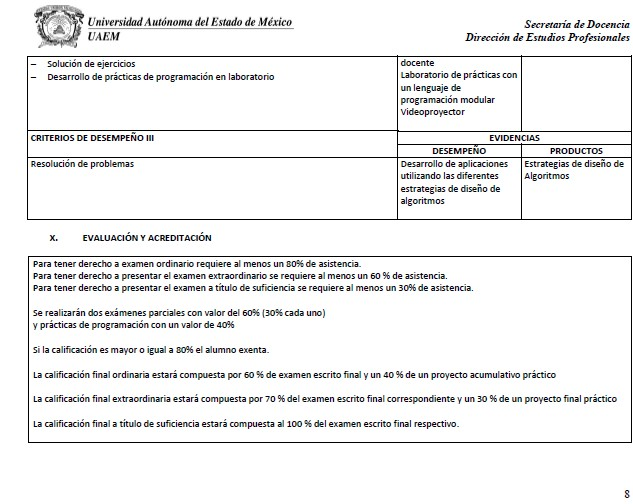 Universidad Autónoma del Estado de México
UAEM
Secretaría de Docencia
Dirección de Estudios Profesionales
– Solución de ejercicios
– Desarrollo de prácticas de programación en laboratorio
docente
Laboratorio de prácticas con
un lenguaje de
programación modular
Videoproyector
CRITERIOS DE DESEMPEÑO III
EVIDENCIAS
DESEMPEÑO
PRODUCTOS
Resolución de problemas
Desarrollo de aplicaciones
utilizando las diferentes
estrategias de diseño de
algoritmos
Estrategias de diseño de
Algoritmos
X. EVALUACIÓN Y ACREDITACIÓN
Para tener derecho a examen ordinario requiere al menos un 80% de asistencia.
Para tener derecho a presentar el examen extraordinario se requiere al menos un 60 % de asistencia.
Para tener derecho a presentar el examen a título de suficiencia se requiere al menos un 30% de asistencia.
Se realizarán dos exámenes parciales con valor del 60% (30% cada uno)
y prácticas de programación con un valor de 40%
Si la calificación es mayor o igual a 80% el alumno exenta.
La calificación final ordinaria estará compuesta por 60 % de examen escrito final y un 40 % de un proyecto acumulativo práctico
La calificación final extraordinaria estará compuesta por 70 % del examen escrito final correspondiente y un 30 % de un proyecto final práctico
La calificación final a título de suficiencia estará compuesta al 100 % del examen escrito final respectivo.
8